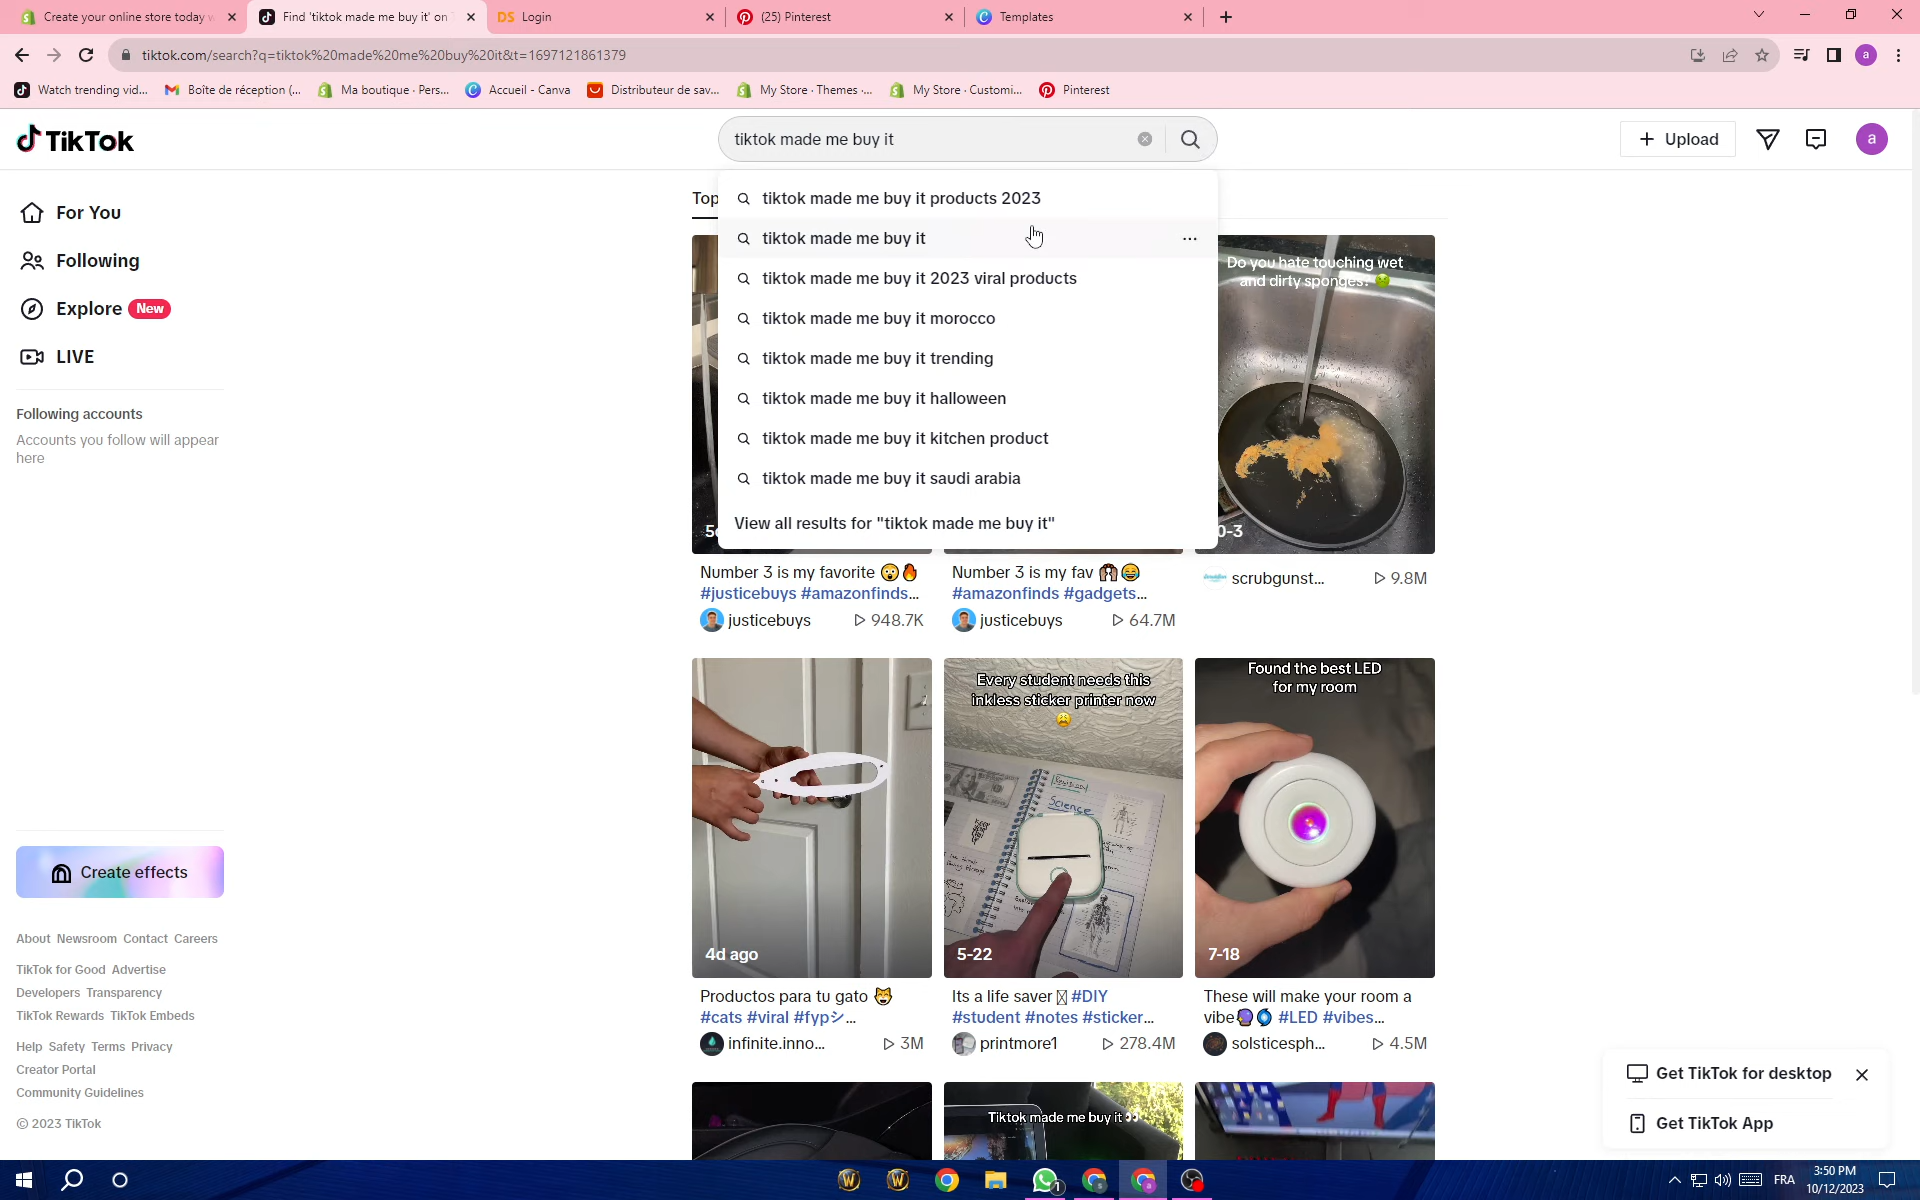 Create your online store today w
Find 'tiktok made me buy it' on T
DS Login
(25) Pinterest
Templates
tiktok.com/search?q=tiktok%20made%20me%20buy%20it&t=1697121861379
a
Watch trending vid...
Boîte de réception (...
Ma boutique · Pers...
Accueil - Canva
Distributeur de sav...
My Store · Themes ·...
My Store · Customi...
Pinterest
TikTok
tiktok made me buy it
Upload
a
For You
Following
Explore New
LIVE
Following accounts
Accounts you follow will appear
here
Create effects
About Newsroom Contact Careers
TikTok for Good Advertise
Developers Transparency
TikTok Rewards TikTok Embeds
Help Safety Terms Privacy
Creator Portal
Community Guidelines
© 2023 TikTok
Top
tiktok made me buy it products 2023
tiktok made me buy it
tiktok made me buy it 2023 viral products
tiktok made me buy it morocco
tiktok made me buy it trending
tiktok made me buy it halloween
tiktok made me buy it kitchen product
tiktok made me buy it saudi arabia
View all results for "tiktok made me buy it"
Do you hate touching wet
and dirty sponges?
0-3
Number 3 is my favorite 😮🔥
#justicebuys #amazonfinds...
justicebuys 948.7K
Number 3 is my fav 🙌🏽😂
#amazonfinds #gadgets...
justicebuys 64.7M
scrubgunst... 9.8M
4d ago
Productos para tu gato 😺
#cats #viral #fypシ...
infinite.inno... 3M
Every student needs this
inkless sticker printer now
😩
Science
5-22
Its a life saver #DIY
#student #notes #sticker...
printmore1 278.4M
Found the best LED
for my room
7-18
These will make your room a
vibe🔮🧿 #LED #vibes...
solsticesph... 4.5M
Tiktok made me buy it 👀
Get TikTok for desktop
Get TikTok App
1
FRA
3:50 PM
10/12/2023